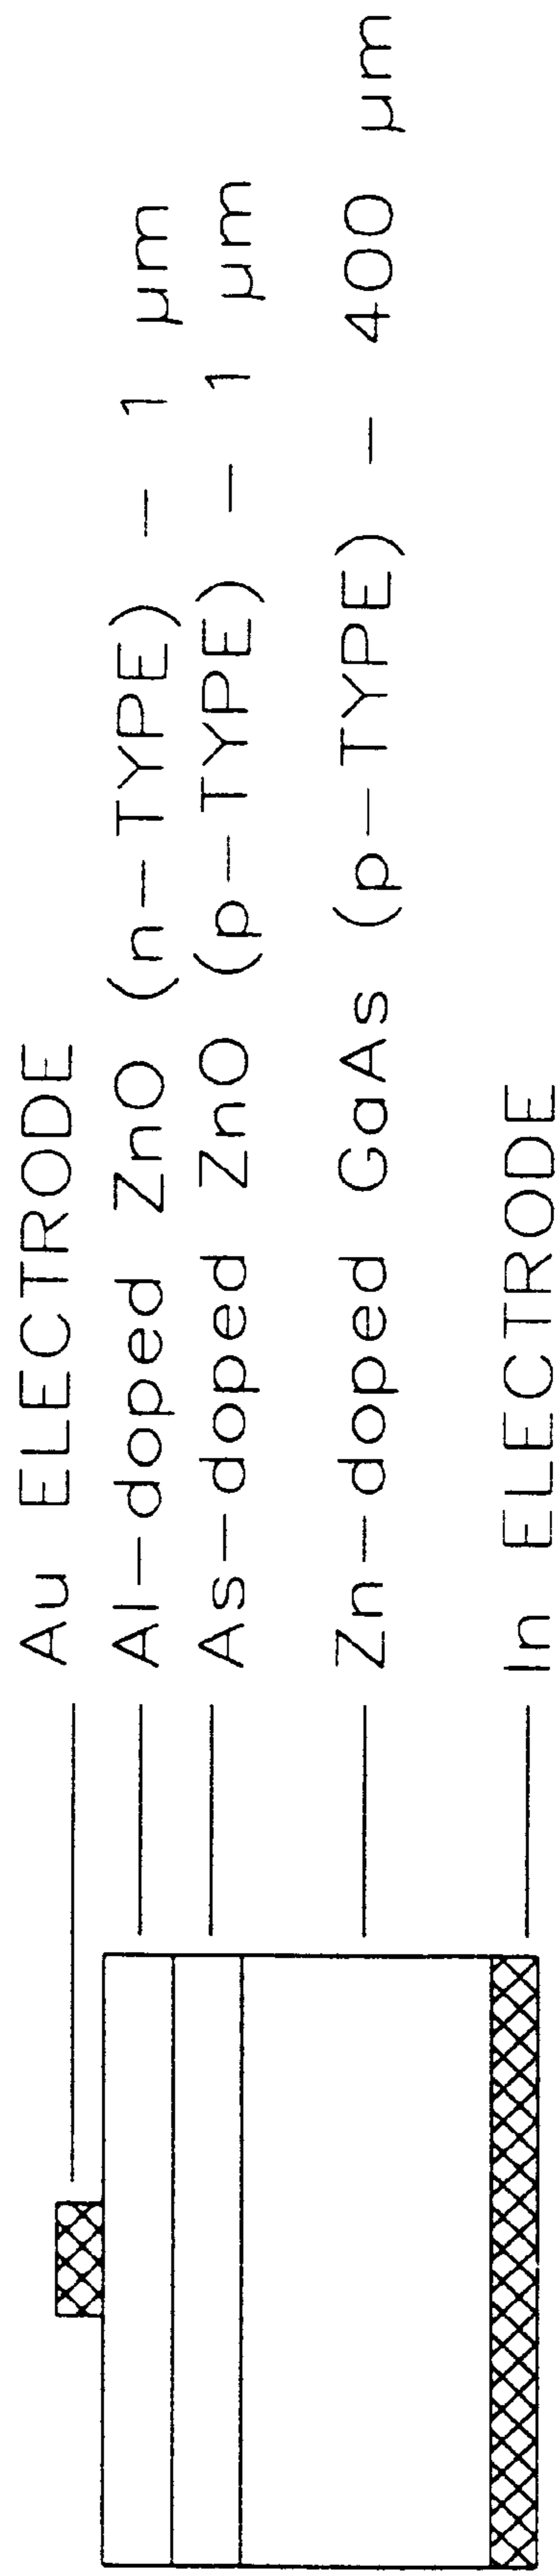 Au ELECTRODE
Al-doped ZnO (n-TYPE) - 1 μm
As-doped ZnO (p-TYPE) - 1 μm
Zn-doped GaAs (p-TYPE) - 400 μm
In ELECTRODE